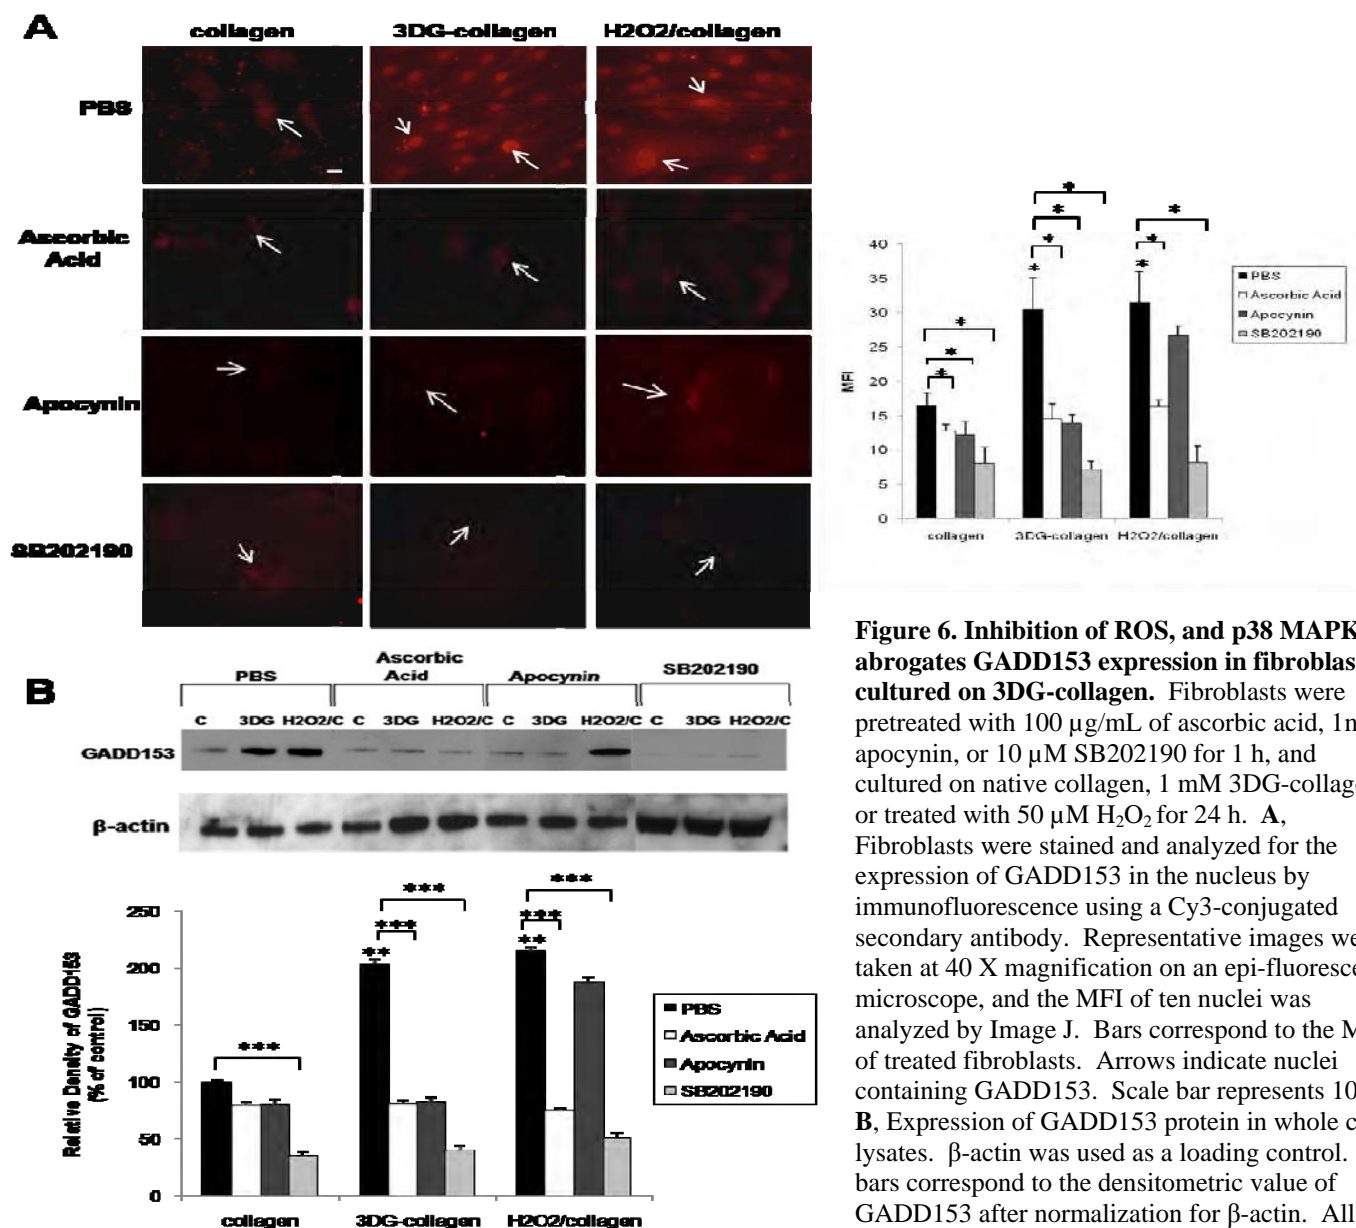 A
collagen 3DG-collagen H2O2/collagen
PBS
Ascorbic
Acid
Apocynin
SB202190
40
35
30
25
20
15
10
5
0
MFI
* * *
* * * *
* * *
collagen 3DG-collagen H2O2/collagen
PBS
Ascorbic Acid
Apocynin
SB202190
B
PBS Ascorbic Acid Apocynin SB202190
C 3DG H2O2/C C 3DG H2O2/C C 3DG H2O2/C C 3DG H2O2/C
GADD153
β-actin
Relative Density of GADD153
(% of control)
250
200
150
100
50
0
***
*** *** **
*** *** **
collagen 3DG-collagen H2O2/collagen
PBS
Ascorbic Acid
Apocynin
SB202190
Figure 6. Inhibition of ROS, and p38 MAPK
abrogates GADD153 expression in fibroblas
cultured on 3DG-collagen. Fibroblasts were
pretreated with 100 µg/mL of ascorbic acid, 1m
apocynin, or 10 µM SB202190 for 1 h, and
cultured on native collagen, 1 mM 3DG-collage
or treated with 50 µM H₂O₂ for 24 h. A,
Fibroblasts were stained and analyzed for the
expression of GADD153 in the nucleus by
immunofluorescence using a Cy3-conjugated
secondary antibody. Representative images we
taken at 40 X magnification on an epi-fluoresce
microscope, and the MFI of ten nuclei was
analyzed by Image J. Bars correspond to the M
of treated fibroblasts. Arrows indicate nuclei
containing GADD153. Scale bar represents 10
B, Expression of GADD153 protein in whole c
lysates. β-actin was used as a loading control.
bars correspond to the densitometric value of
GADD153 after normalization for β-actin. All